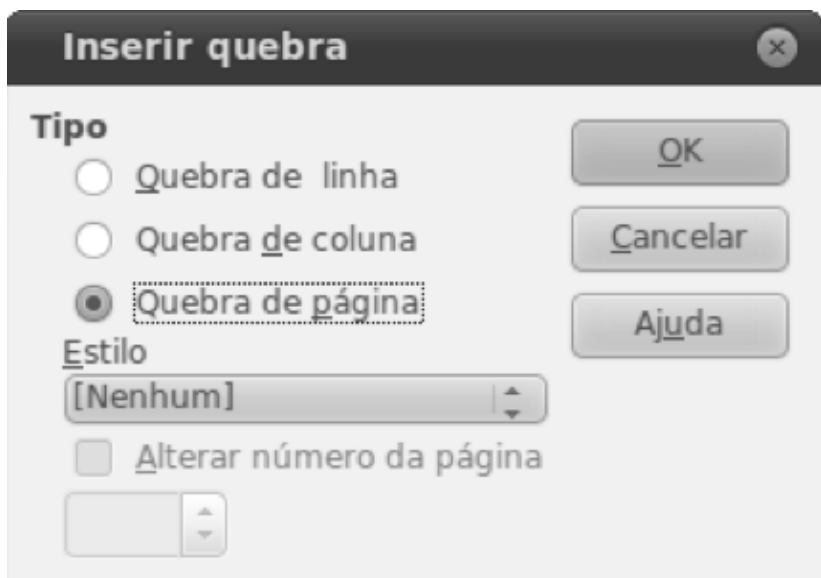 Inserir quebra
Tipo
Quebra de linha
Quebra de coluna
Quebra de página
Estilo
[Nenhum]
Alterar número da página
OK
Cancelar
Ajuda